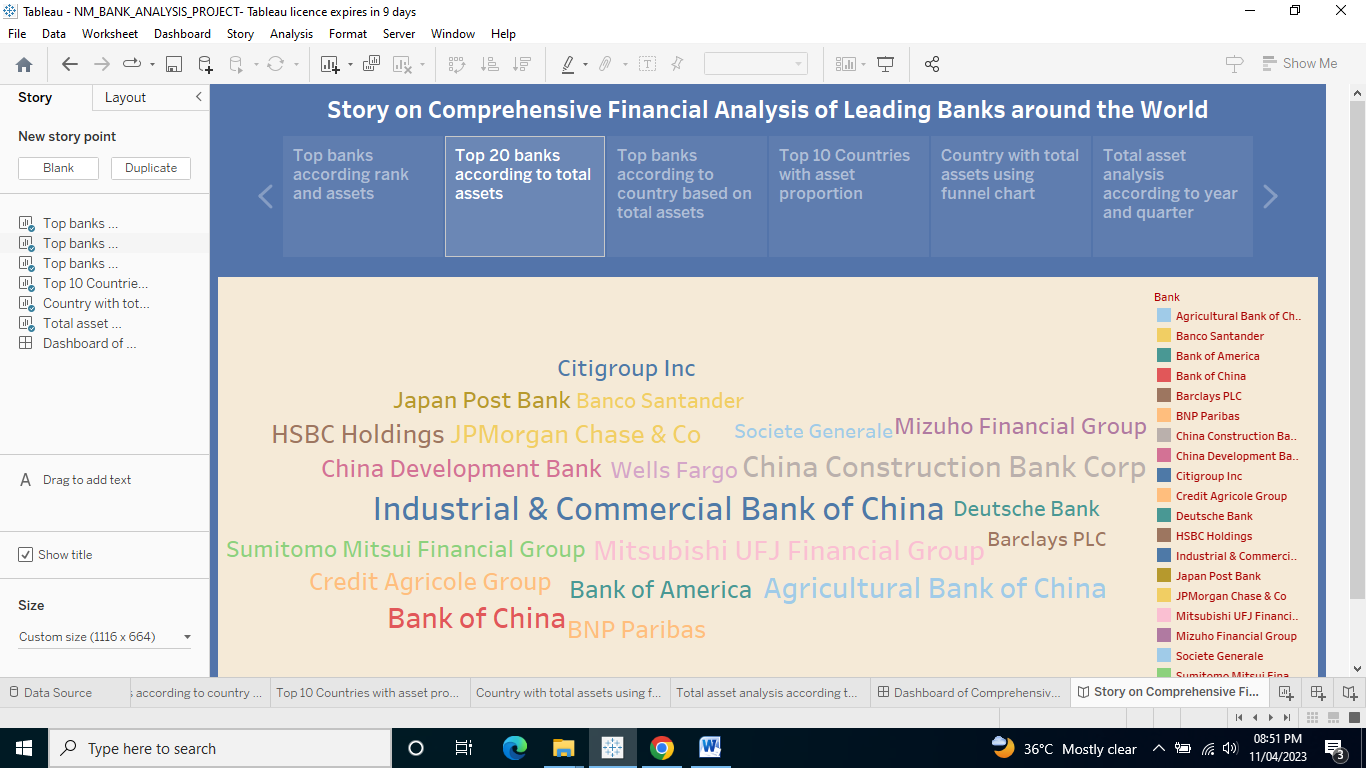 Tableau - NM_BANK_ANALYSIS_PROJECT- Tableau licence expires in 9 days
File Data Worksheet Dashboard Story Analysis Format Server Window Help
Show Me
Story Layout
New story point
Blank Duplicate
Top banks ...
Top banks ...
Top banks ...
Top 10 Countrie...
Country with tot...
Total asset ...
Dashboard of ...
A Drag to add text
Show title
Size
Custom size (1116 x 664)
Story on Comprehensive Financial Analysis of Leading Banks around the World
Top banks
according rank
and assets
Top 20 banks
according to total
assets
Top banks
according to
country based on
total assets
Top 10 Countries
with asset
proportion
Country with total
assets using
funnel chart
Total asset
analysis
according to year
and quarter
Citigroup Inc
Japan Post Bank Banco Santander
HSBC Holdings JPMorgan Chase & Co Societe Generale Mizuho Financial Group
China Development Bank Wells Fargo China Construction Bank Corp
Industrial & Commercial Bank of China Deutsche Bank
Barclays PLC
Sumitomo Mitsui Financial Group Mitsubishi UFJ Financial Group
Credit Agricole Group Bank of America Agricultural Bank of China
Bank of China BNP Paribas
Bank
Agricultural Bank of Ch..
Banco Santander
Bank of America
Bank of China
Barclays PLC
BNP Paribas
China Construction Ba..
China Development Ba..
Citigroup Inc
Credit Agricole Group
Deutsche Bank
HSBC Holdings
Industrial & Commerci..
Japan Post Bank
JPMorgan Chase & Co
Mitsubishi UFJ Financi..
Mizuho Financial Group
Societe Generale
Sumitomo Mitsui Fina..
Data Source s according to country ... Top 10 Countries with asset pro... Country with total assets using f... Total asset analysis according t... Dashboard of Comprehensiv... Story on Comprehensive Fi...
Type here to search
W
36°C Mostly clear
08:51 PM
11/04/2023
3